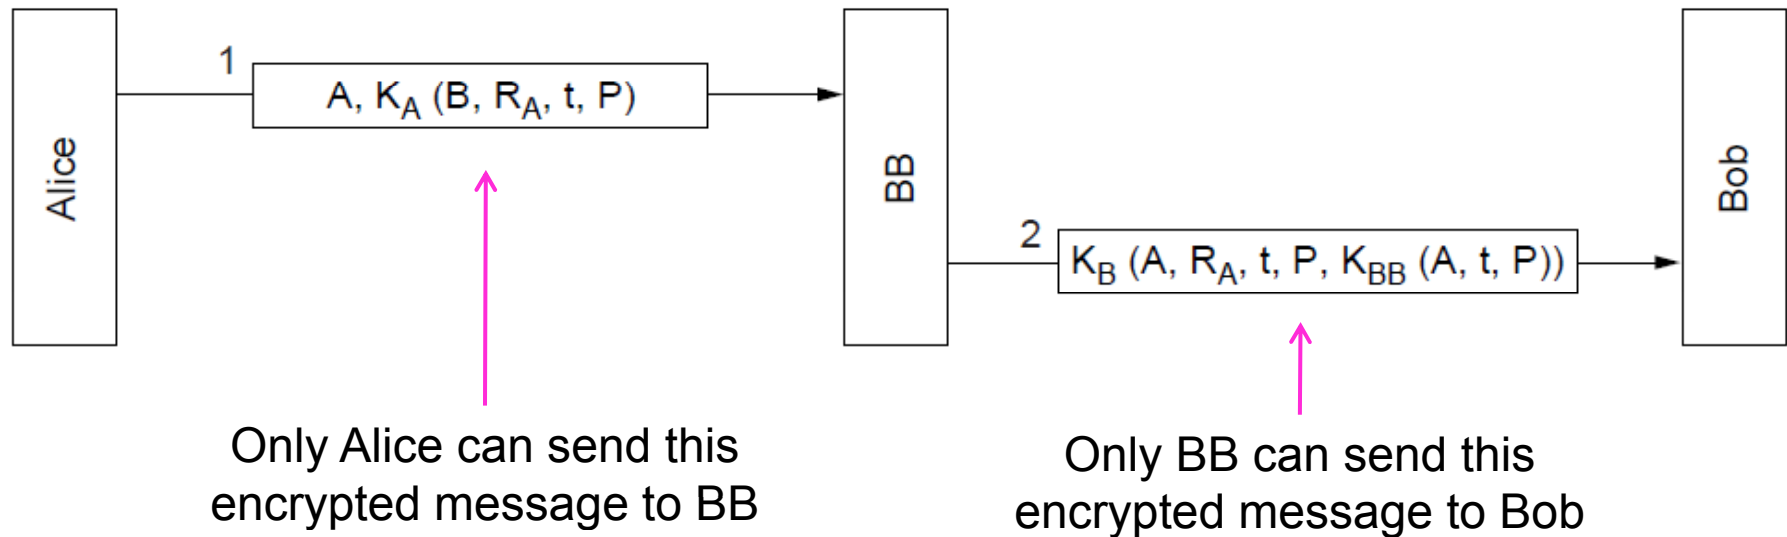 Alice
1
A, K_A (B, R_A, t, P)
BB
2
K_B (A, R_A, t, P, K_BB (A, t, P))
Bob
Only Alice can send this
encrypted message to BB
Only BB can send this
encrypted message to Bob